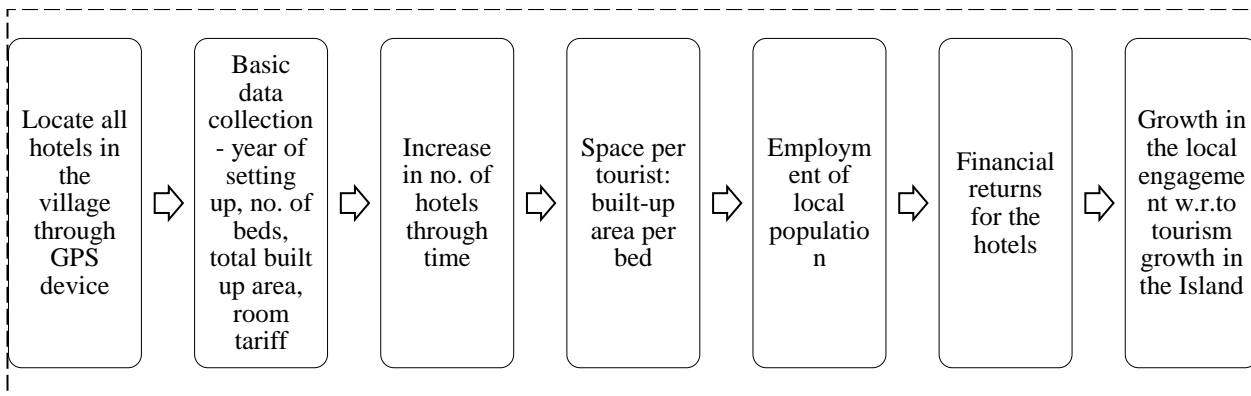 Locate all
hotels in
the
village
through
GPS
device
Basic
data
collection
- year of
setting
up, no. of
beds,
total built
up area,
room
tariff
Increase
in no. of
hotels
through
time
Space per
tourist:
built-up
area per
bed
Employm
ent of
local
populatio
n
Financial
returns
for the
hotels
Growth in
the local
engageme
nt w.r.to
tourism
growth in
the Island